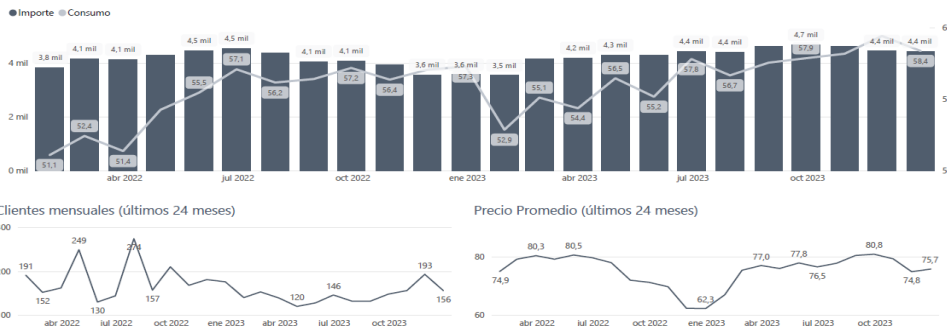 Importe Consumo
6
3,8 mil 4,1 mil 4,1 mil 4,5 mil 4,5 mil 4,1 mil 4,1 mil 3,6 mil 3,6 mil 3,5 mil 4,2 mil 4,3 mil 4,4 mil 4,4 mil 4,7 mil 4,4 mil 4,4 mil
4 mil
51,1 52,4 51,4 55,5 57,1 56,2 57,2 56,4 57,3 52,9 55,1 54,4 56,5 55,2 57,8 56,7 57,9 58,4
5
2 mil
0 mil
5
abr 2022 jul 2022 oct 2022 ene 2023 abr 2023 jul 2023 oct 2023
Clientes mensuales (últimos 24 meses)
300
200
100
191 152 249 130 274 157 120 146 193 156
abr 2022 jul 2022 oct 2022 ene 2023 abr 2023 jul 2023 oct 2023
Precio Promedio (últimos 24 meses)
80
60
74,9 80,3 80,5 62,3 77,0 77,8 76,5 80,8 74,8 75,7
abr 2022 jul 2022 oct 2022 ene 2023 abr 2023 jul 2023 oct 2023